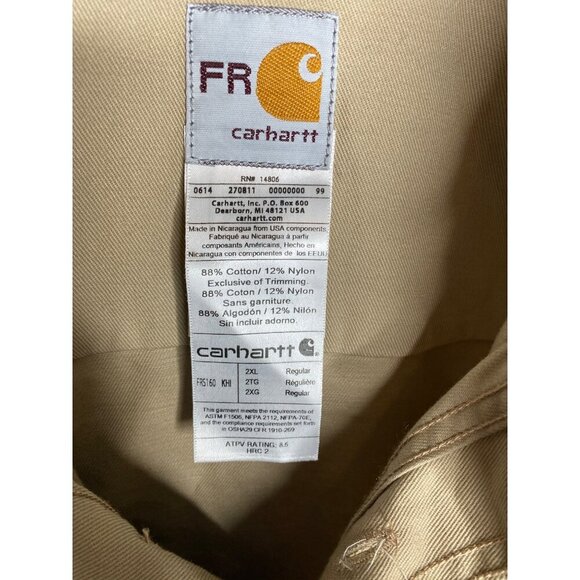 FR
carhartt
RN# 14806
0614 270811 00000000 99
Carhartt, Inc. P.O. Box 600
Dearborn, MI 48121 USA
carhartt.com
Made in Nicaragua from USA components.
Fabriqué au Nicaragua à partir
composants Américains, Hecho en
Nicaragua con componentes de los EEUU
88% Cotton/ 12% Nylon
Exclusive of Trimming.
88% Coton / 12% Nylon
Sans garniture.
88% Algodón / 12% Nilón
Sin incluir adorno.
carhartt
FRS160 KHI 2XL Regular
2TG Régulière
2XG Regular
This garment meets the requirements of
ASTM F1506, NFPA 2112, NFPA-70E,
and the compliance requirements set forth
in OSHA29 CFR 1910-269
ATPV RATING: 8.6
HRC 2